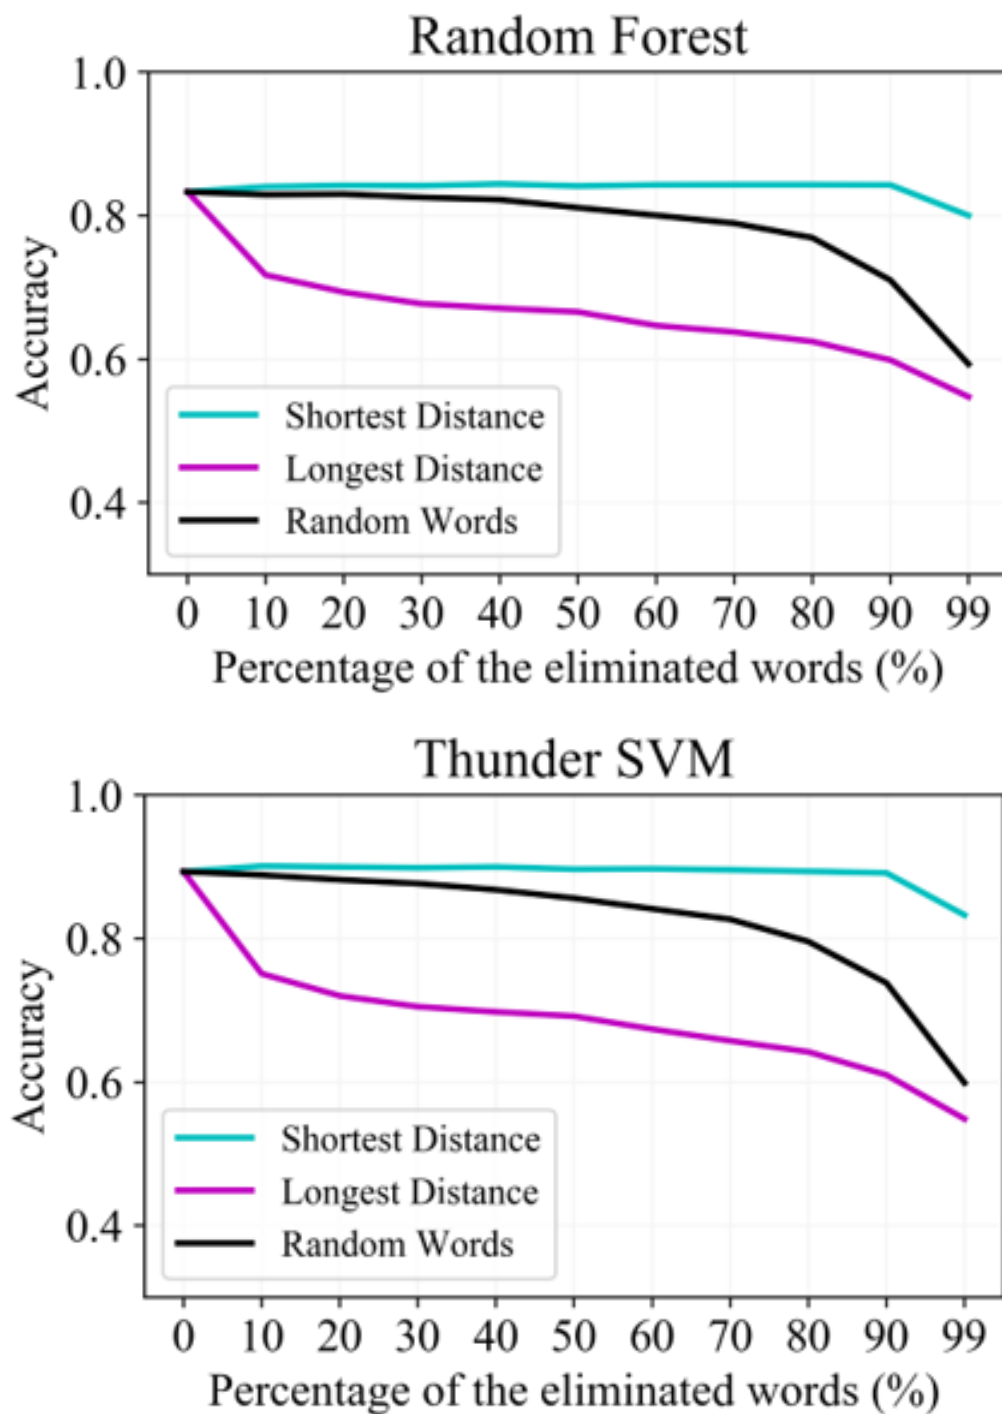 Random Forest
1.0
0.8
0.6
0.4
Accuracy
Shortest Distance
Longest Distance
Random Words
0 10 20 30 40 50 60 70 80 90 99
Percentage of the eliminated words (%)
Thunder SVM
1.0
0.8
0.6
0.4
Accuracy
Shortest Distance
Longest Distance
Random Words
0 10 20 30 40 50 60 70 80 90 99
Percentage of the eliminated words (%)